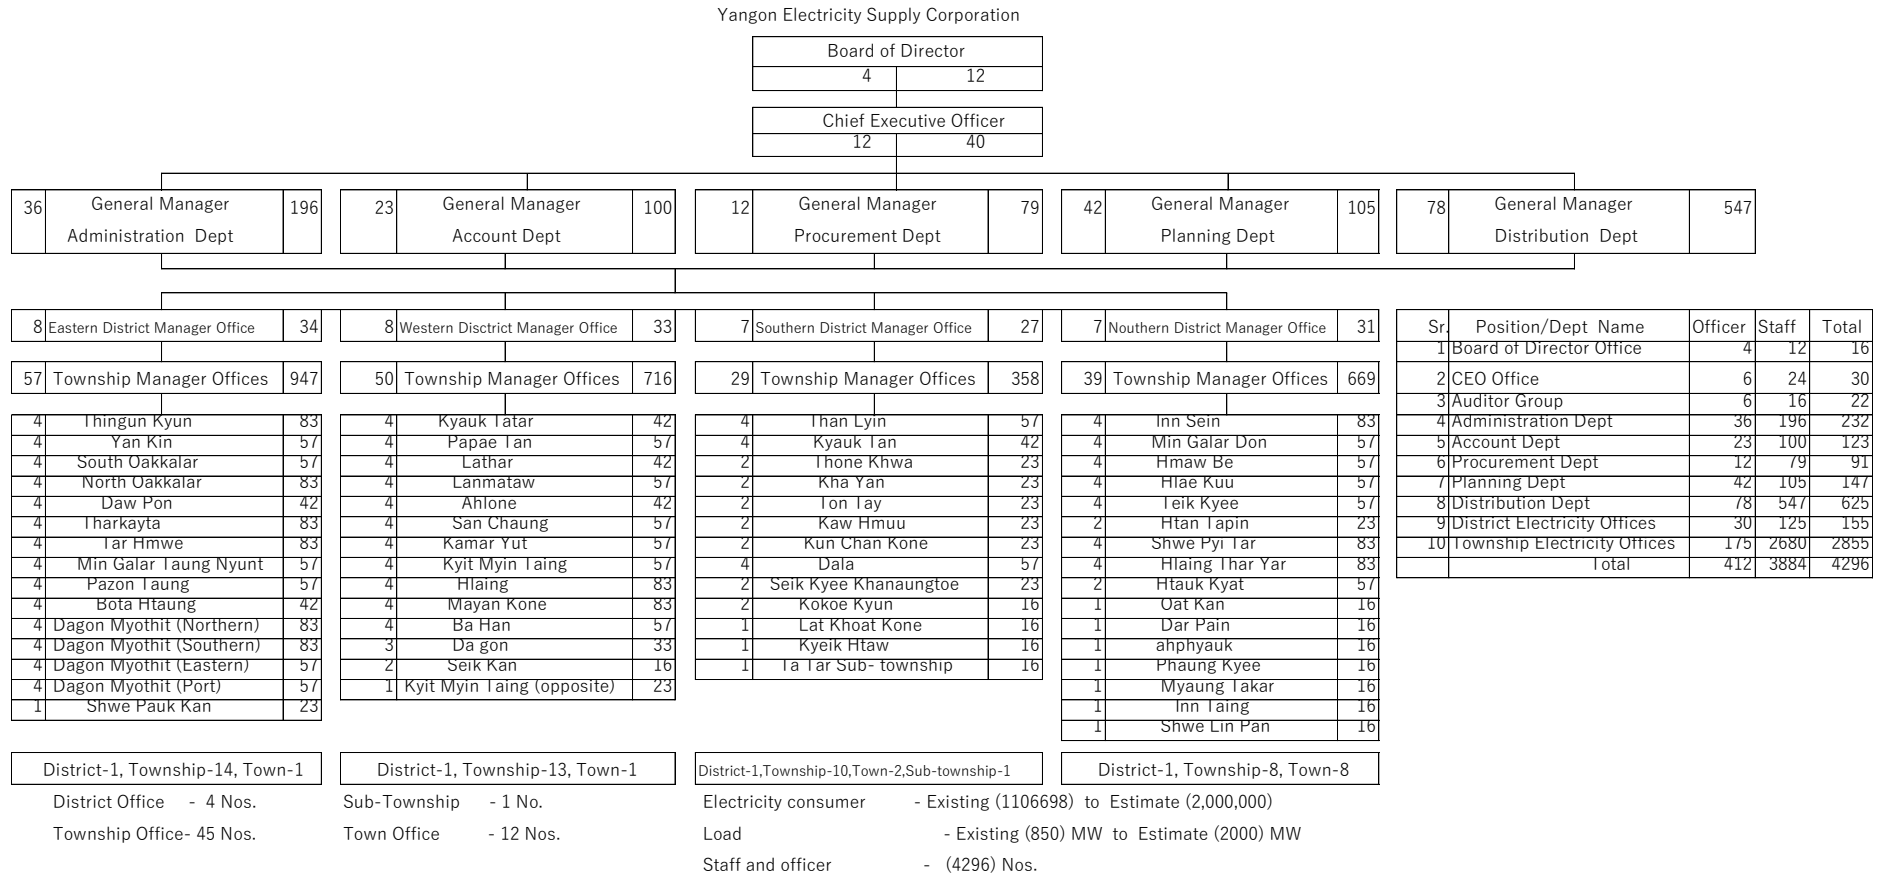 Yangon Electricity Supply Corporation
Board of Director
4 12
Chief Executive Officer
12 40
36 General Manager Administration Dept 196
23 General Manager Account Dept 100
12 General Manager Procurement Dept 79
42 General Manager Planning Dept 105
78 General Manager Distribution Dept 547
8 Eastern District Manager Office 34
57 Township Manager Offices 947
4 Thingun Kyun 83
4 Yan Kin 57
4 South Oakkalar 57
4 North Oakkalar 83
4 Daw Pon 42
4 Tharkayta 83
4 Tar Hmwe 83
4 Min Galar Taung Nyunt 57
4 Pazon Taung 57
4 Bota Htaung 42
4 Dagon Myothit (Northern) 83
4 Dagon Myothit (Southern) 83
4 Dagon Myothit (Eastern) 57
4 Dagon Myothit (Port) 57
1 Shwe Pauk Kan 23
District-1, Township-14, Town-1
8 Western Disctrict Manager Office 33
50 Township Manager Offices 716
4 Kyauk Tatar 42
4 Papae Tan 57
4 Lathar 42
4 Lanmataw 57
4 Ahlone 42
4 San Chaung 57
4 Kamar Yut 57
4 Kyit Myin Taing 57
4 Hlaing 83
4 Mayan Kone 83
4 Ba Han 57
3 Da gon 33
2 Seik Kan 16
1 Kyit Myin Taing (opposite) 23
District-1, Township-13, Town-1
7 Southern District Manager Office 27
29 Township Manager Offices 358
4 Than Lyin 57
4 Kyauk Tan 42
2 Thone Khwa 23
2 Kha Yan 23
2 Ton Tay 23
2 Kaw Hmuu 23
2 Kun Chan Kone 23
4 Dala 57
2 Seik Kyee Khanaungtoe 23
2 Kokoe Kyun 16
1 Lat Khoat Kone 16
1 Kyeik Htaw 16
1 Ta Tar Sub- township 16
District-1,Township-10,Town-2,Sub-township-1
7 Nouthern District Manager Office 31
39 Township Manager Offices 669
4 Inn Sein 83
4 Min Galar Don 57
4 Hmaw Be 57
4 Hlae Kuu 57
4 Teik Kyee 57
2 Htan Tapin 23
4 Shwe Pyi Tar 83
4 Hlaing Thar Yar 83
2 Htauk Kyat 57
1 Oat Kan 16
1 Dar Pain 16
1 ahphyauk 16
1 Phaung Kyee 16
1 Myaung Takar 16
1 Inn Taing 16
1 Shwe Lin Pan 16
District-1, Township-8, Town-8
Sr. Position/Dept Name Officer Staff Total
1 Board of Director Office 4 12 16
2 CEO Office 6 24 30
3 Auditor Group 6 16 22
4 Administration Dept 36 196 232
5 Account Dept 23 100 123
6 Procurement Dept 12 79 91
7 Planning Dept 42 105 147
8 Distribution Dept 78 547 625
9 District Electricity Offices 30 125 155
10 Township Electricity Offices 175 2680 2855
Total 412 3884 4296
District Office - 4 Nos.
Township Office- 45 Nos.
Sub-Township - 1 No.
Town Office - 12 Nos.
Electricity consumer - Existing (1106698) to Estimate (2,000,000)
Load - Existing (850) MW to Estimate (2000) MW
Staff and officer - (4296) Nos.